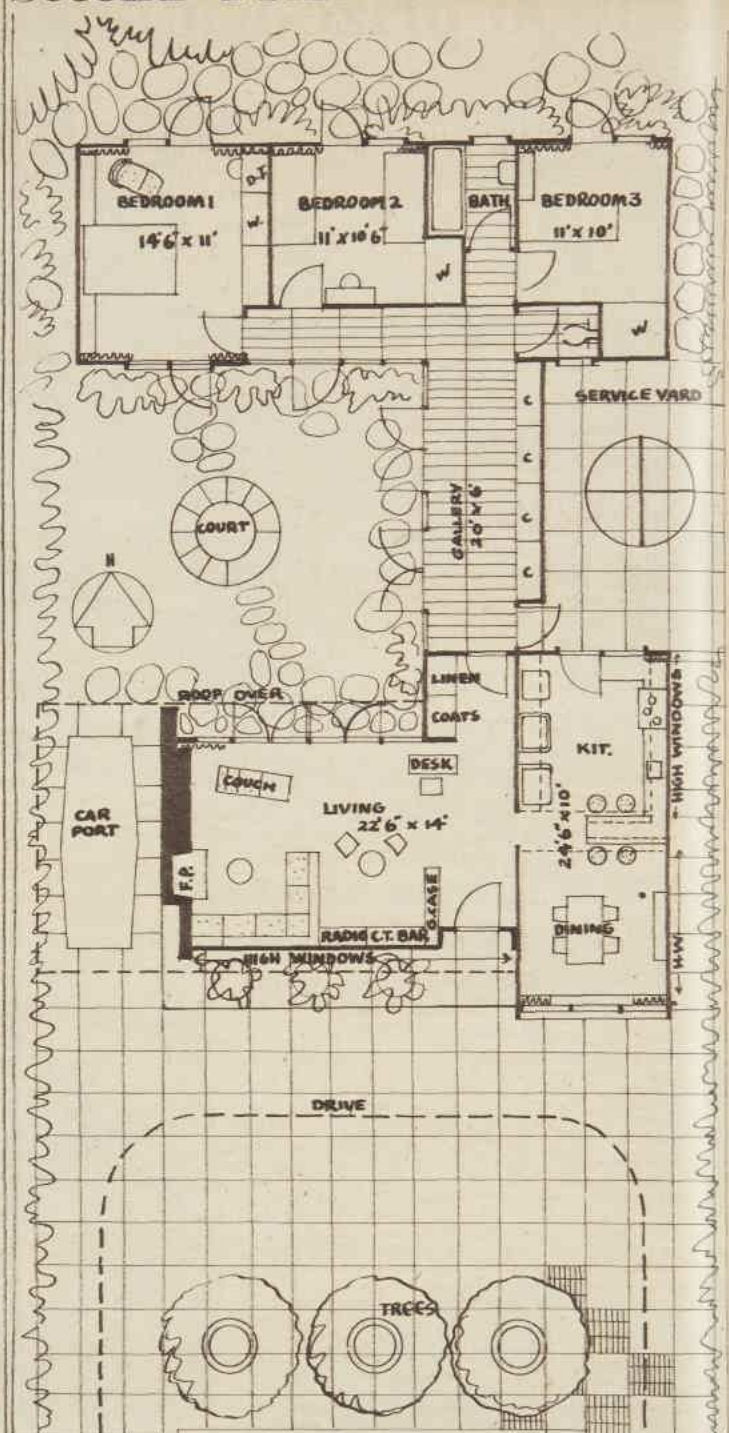 BEDROOM 1
14'6" x 11'
D.T.
W.
BEDROOM 2
11' x 10'6"
W
BATH
BEDROOM 3
11' x 10'
W
SERVICE YARD
C
C
C
C
GALLERY
20' x 6'
COURT
N
ROOF OVER
LINEN
COATS
KIT.
HIGH WINDOWS
24'6" x 10'
CAR
PORT
COUCH
DESK
LIVING
22'6" x 14'
F.P.
RADIO C.T. BAR
DINING
H.W.
HIGH WINDOWS
DRIVE
TREES